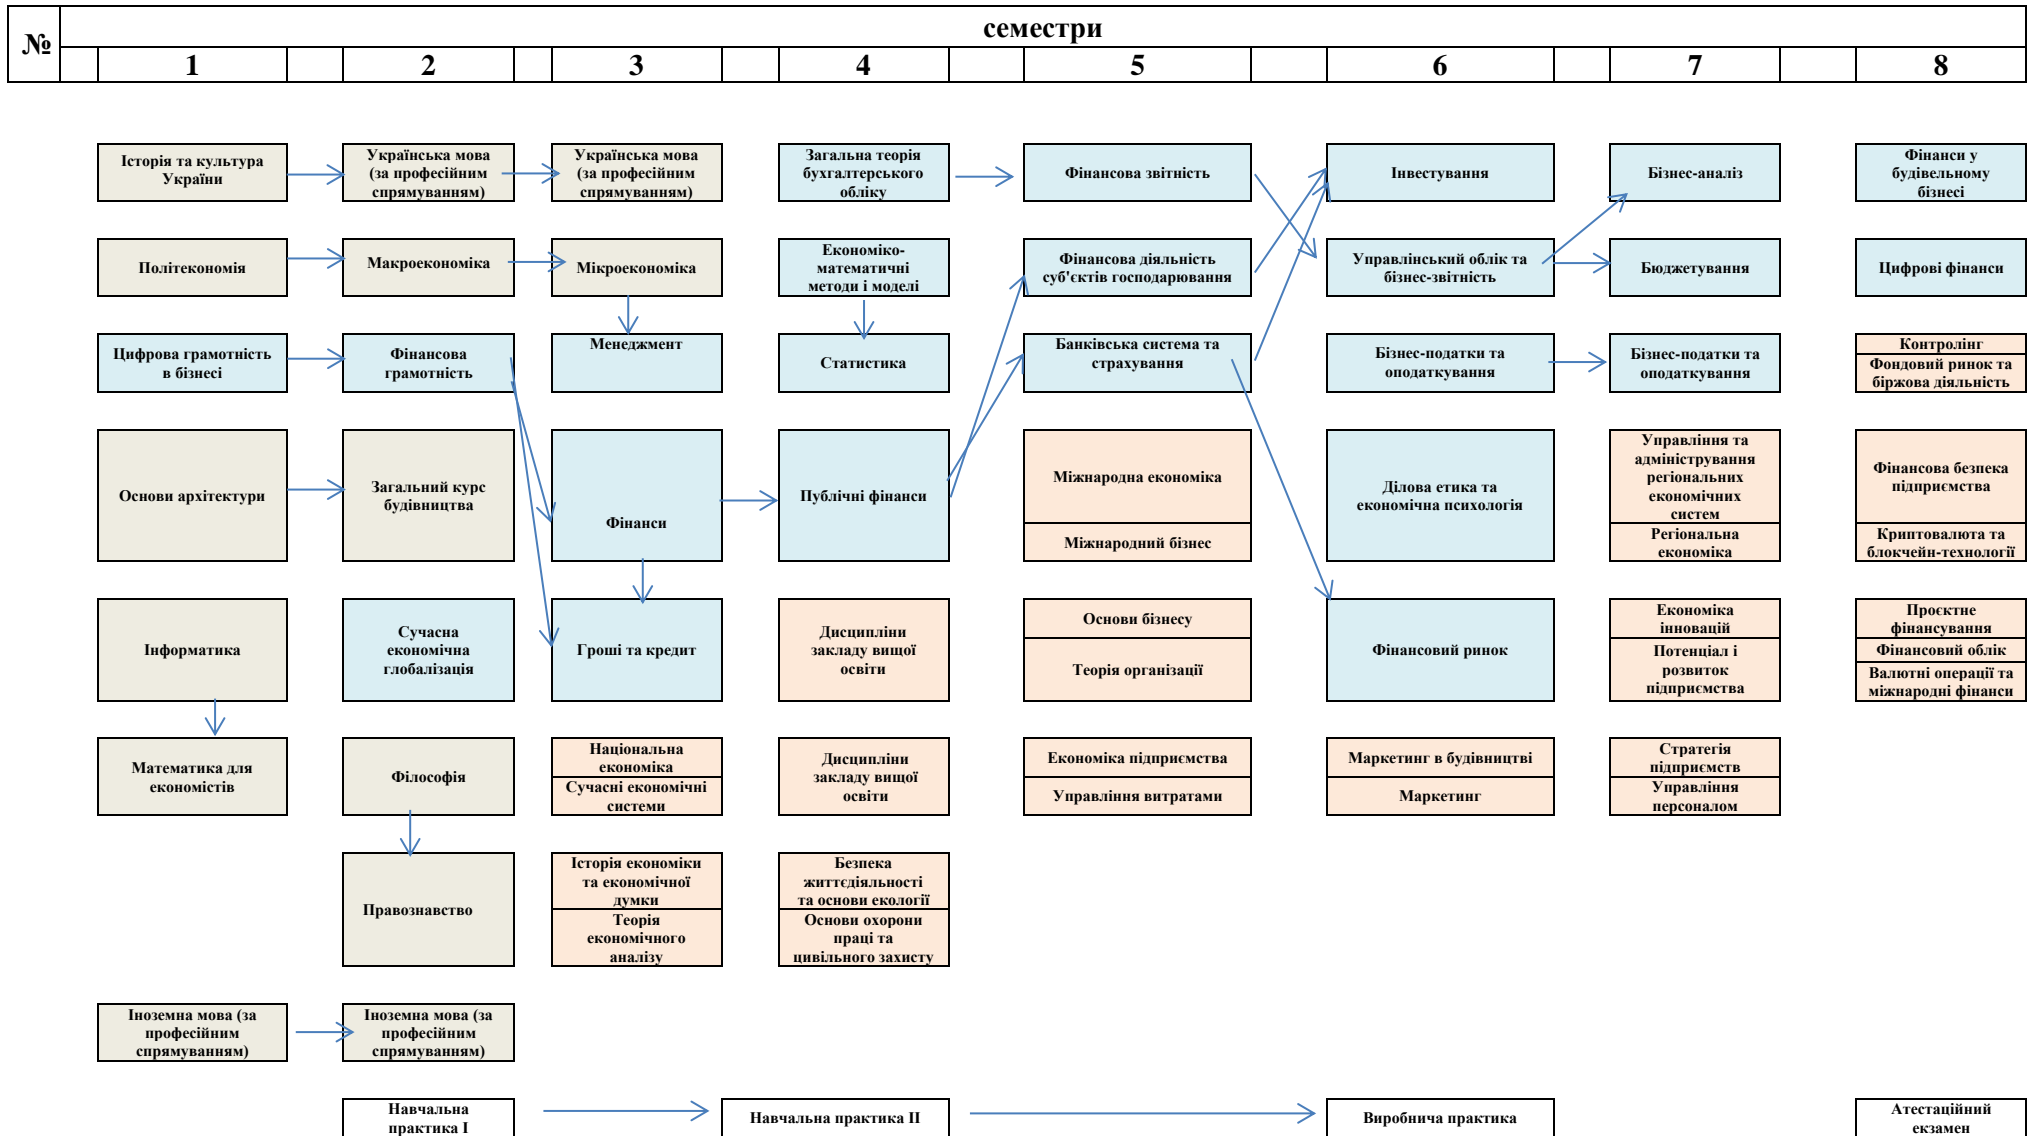 №
семестри
1
2
3
4
5
6
7
8
Історія та культура
України
Українська мова
(за професійним
спрямуванням)
Українська мова
(за професійним
спрямуванням)
Загальна теорія
бухгалтерського
обліку
Фінансова звітність
Інвестування
Бізнес-аналіз
Фінанси у
будівельному
бізнесі
Політекономія
Макроекономіка
Мікроекономіка
Економіко-
математичні
методи і моделі
Фінансова діяльність
суб'єктів господарювання
Управлінський облік та
бізнес-звітність
Бюджетування
Цифрові фінанси
Цифрова грамотність
в бізнесі
Фінансова
грамотність
Менеджмент
Статистика
Банківська система та
страхування
Бізнес-податки та
оподаткування
Бізнес-податки та
оподаткування
Контролінг
Фондовий ринок та
біржова діяльність
Основи архітектури
Загальний курс
будівництва
Фінанси
Публічні фінанси
Міжнародна економіка
Міжнародний бізнес
Ділова етика та
економічна психологія
Управління та
адміністрування
регіональних
економічних
систем
Регіональна
економіка
Фінансова безпека
підприємства
Криптовалюта та
блокчейн-технології
Інформатика
Сучасна
економічна
глобалізація
Гроші та кредит
Дисципліни
закладу вищої
освіти
Основи бізнесу
Теорія організації
Фінансовий ринок
Економіка
інновацій
Потенціал і
розвиток
підприємства
Проєктне
фінансування
Фінансовий облік
Валютні операції та
міжнародні фінанси
Математика для
економістів
Філософія
Національна
економіка
Сучасні економічні
системи
Дисципліни
закладу вищої
освіти
Економіка підприємства
Управління витратами
Маркетинг в будівництві
Маркетинг
Стратегія
підприємств
Управління
персоналом
Правознавство
Історія економіки
та економічної
думки
Теорія
економічного
аналізу
Безпека
життєдіяльності
та основи екології
Основи охорони
праці та
цивільного захисту
Іноземна мова (за
професійним
спрямуванням)
Іноземна мова (за
професійним
спрямуванням)
Навчальна
практика І
Навчальна практика ІІ
Виробнича практика
Атестаційний
екзамен